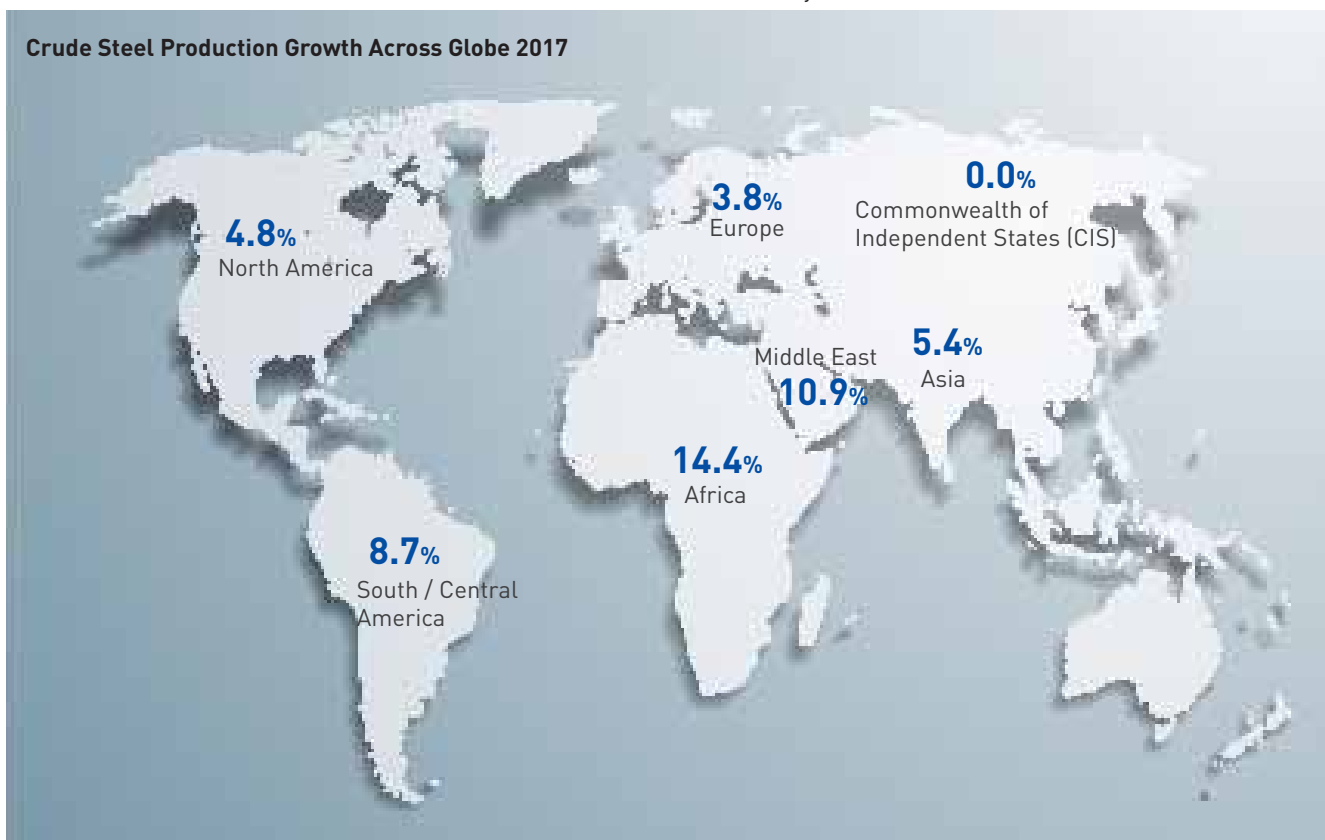 Crude Steel Production Growth Across Globe 2017
0.0%
Commonwealth of
Independent States (CIS)
3.8%
Europe
4.8%
North America
5.4%
Asia
Middle East
10.9%
14.4%
Africa
8.7%
South / Central
America